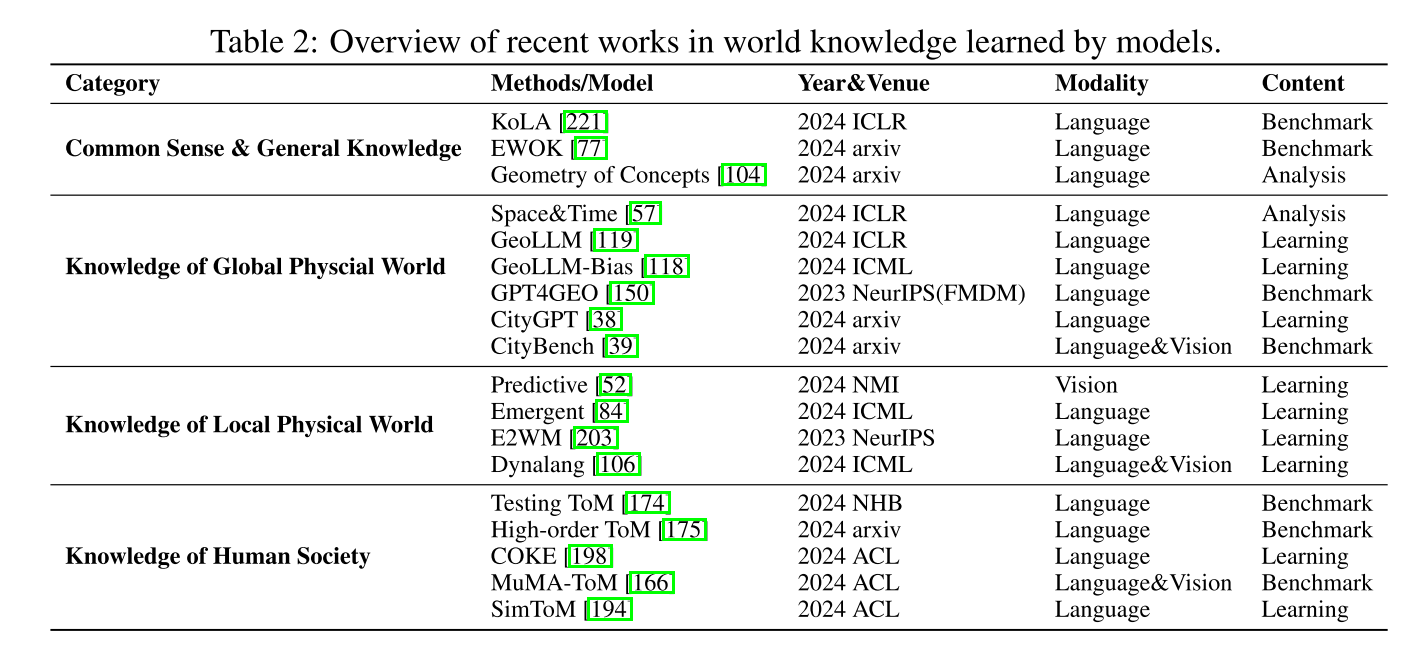 Table 2: Overview of recent works in world knowledge learned by models.
Category Methods/Model Year&Venue Modality Content
Common Sense & General Knowledge
KoLA [221] 2024 ICLR Language Benchmark
EWOK [77] 2024 arxiv Language Benchmark
Geometry of Concepts [104] 2024 arxiv Language Analysis
Knowledge of Global Physcial World
Space&Time [57] 2024 ICLR Language Analysis
GeoLLM [119] 2024 ICLR Language Learning
GeoLLM-Bias [118] 2024 ICML Language Learning
GPT4GEO [150] 2023 NeurIPS(FMDM) Language Benchmark
CityGPT [38] 2024 arxiv Language Learning
CityBench [39] 2024 arxiv Language&Vision Benchmark
Knowledge of Local Physical World
Predictive [52] 2024 NMI Vision Learning
Emergent [84] 2024 ICML Language Learning
E2WM [203] 2023 NeurIPS Language Learning
Dynalang [106] 2024 ICML Language&Vision Learning
Knowledge of Human Society
Testing ToM [174] 2024 NHB Language Benchmark
High-order ToM [175] 2024 arxiv Language Benchmark
COKE [198] 2024 ACL Language Learning
MuMA-ToM [166] 2024 ACL Language&Vision Benchmark
SimToM [194] 2024 ACL Language Learning